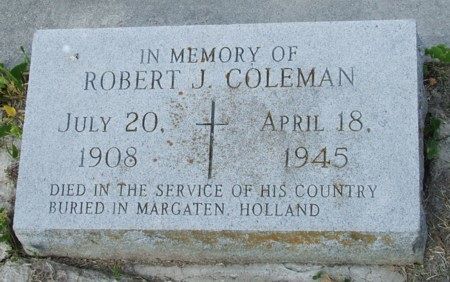 IN MEMORY OF
ROBERT J. COLEMAN
JULY 20, APRIL 18,
1908 1945
DIED IN THE SERVICE OF HIS COUNTRY
BURIED IN MARGATEN, HOLLAND